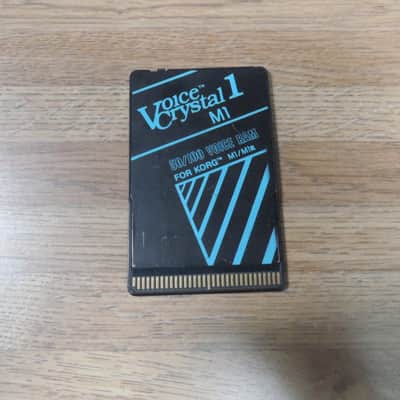 Voice™
Crystal 1
M1
50/100 VOICE RAM
FOR KORG™ M1/M1R